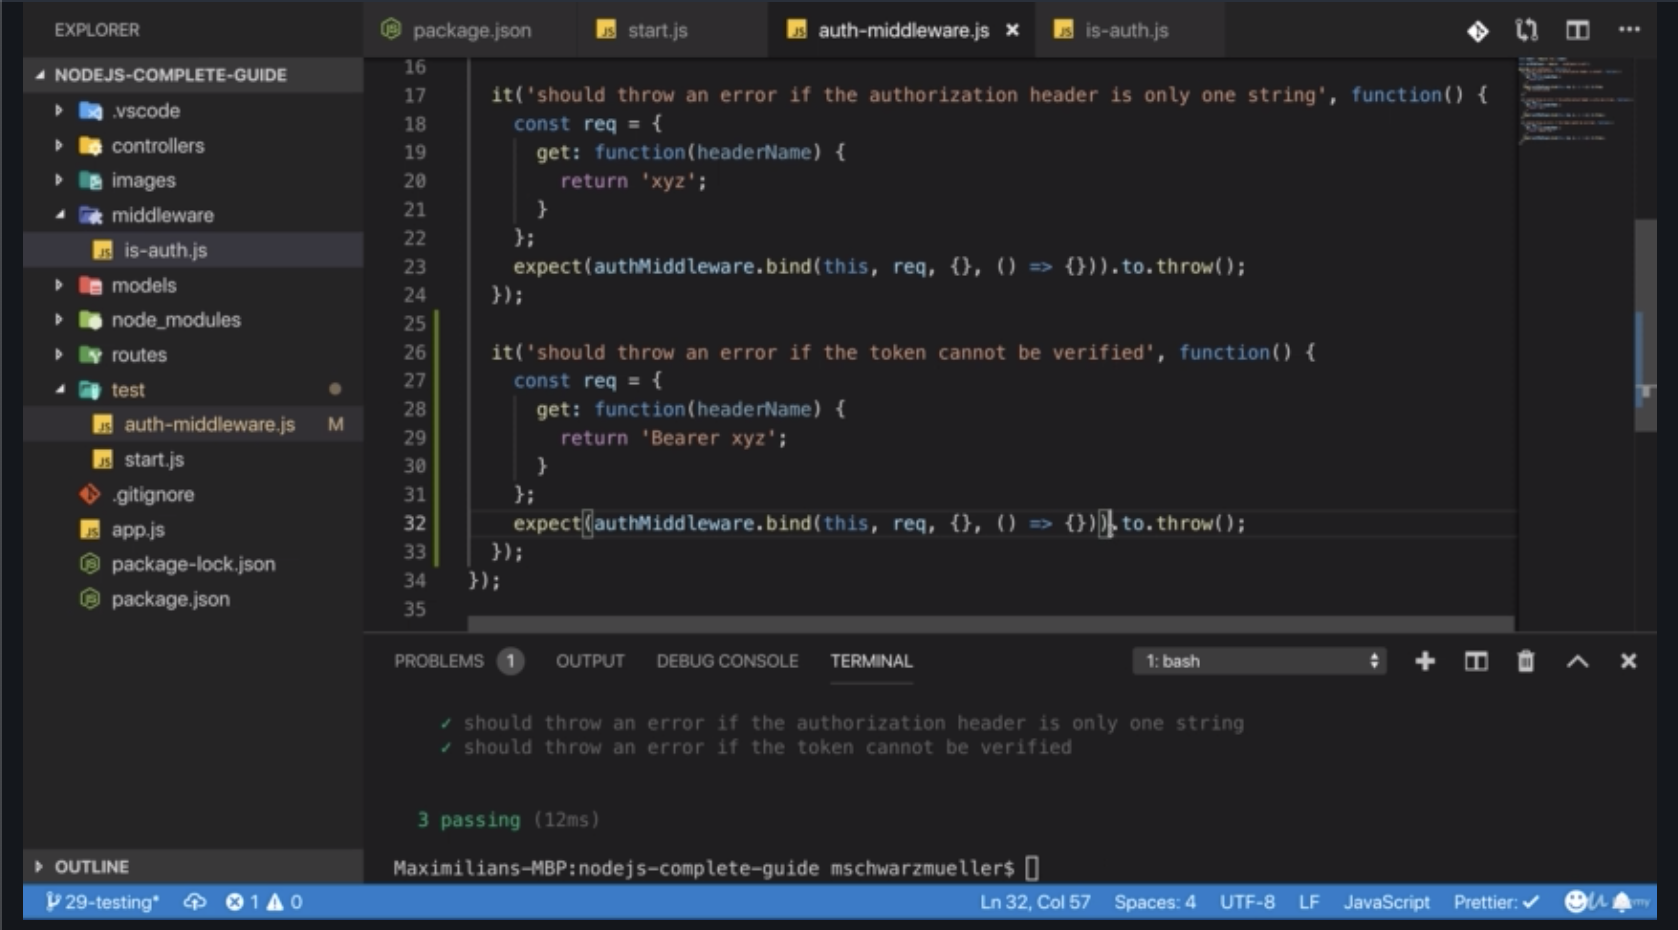 EXPLORER
NODEJS-COMPLETE-GUIDE
.vscode
controllers
images
middleware
is-auth.js
models
node_modules
routes
test
auth-middleware.js M
start.js
.gitignore
app.js
package-lock.json
package.json
OUTLINE
package.json start.js auth-middleware.js is-auth.js
16
17 it('should throw an error if the authorization header is only one string', function() {
18 const req = {
19 get: function(headerName) {
20 return 'xyz';
21 }
22 };
23 expect(authMiddleware.bind(this, req, {}, () => {})).to.throw();
24 });
25
26 it('should throw an error if the token cannot be verified', function() {
27 const req = {
28 get: function(headerName) {
29 return 'Bearer xyz';
30 }
31 };
32 expect(authMiddleware.bind(this, req, {}, () => {})).to.throw();
33 });
34 });
35
PROBLEMS 1 OUTPUT DEBUG CONSOLE TERMINAL 1: bash
✓ should throw an error if the authorization header is only one string
✓ should throw an error if the token cannot be verified
3 passing (12ms)
Maximilians-MBP:nodejs-complete-guide mschwarzmueller$
29-testing* 1 0 Ln 32, Col 57 Spaces: 4 UTF-8 LF JavaScript Prettier: ✓